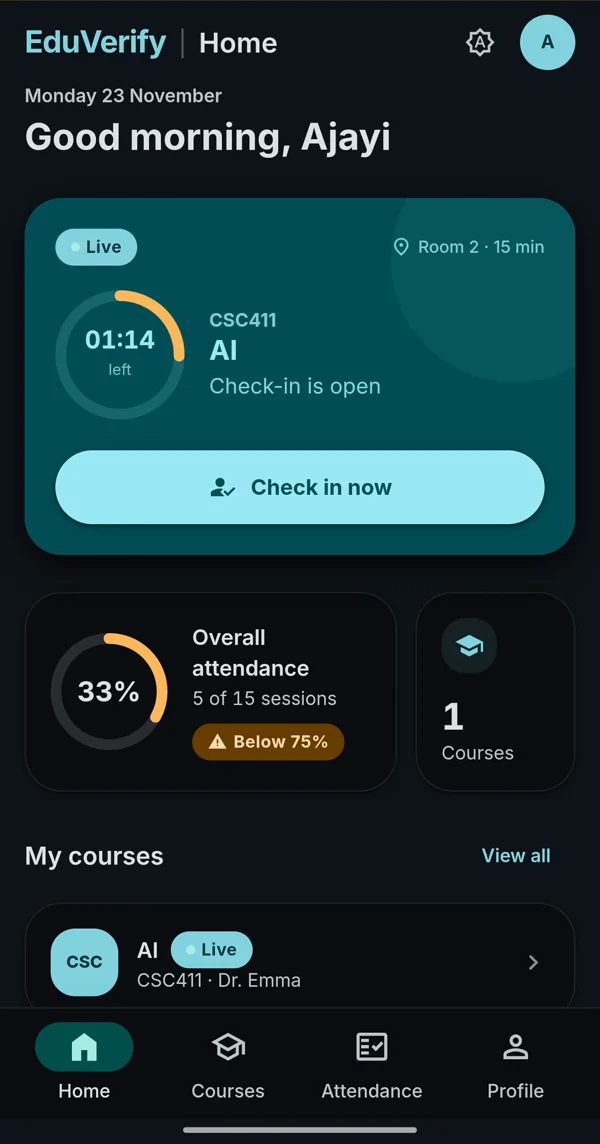 EduVerify | Home
A
A
Monday 23 November
Good morning, Ajayi
Live
Room 2 · 15 min
01:14
left
CSC411
AI
Check-in is open
Check in now
33%
Overall
attendance
5 of 15 sessions
Below 75%
1
Courses
My courses
View all
CSC
AI
Live
CSC411 · Dr. Emma
Home
Courses
Attendance
Profile